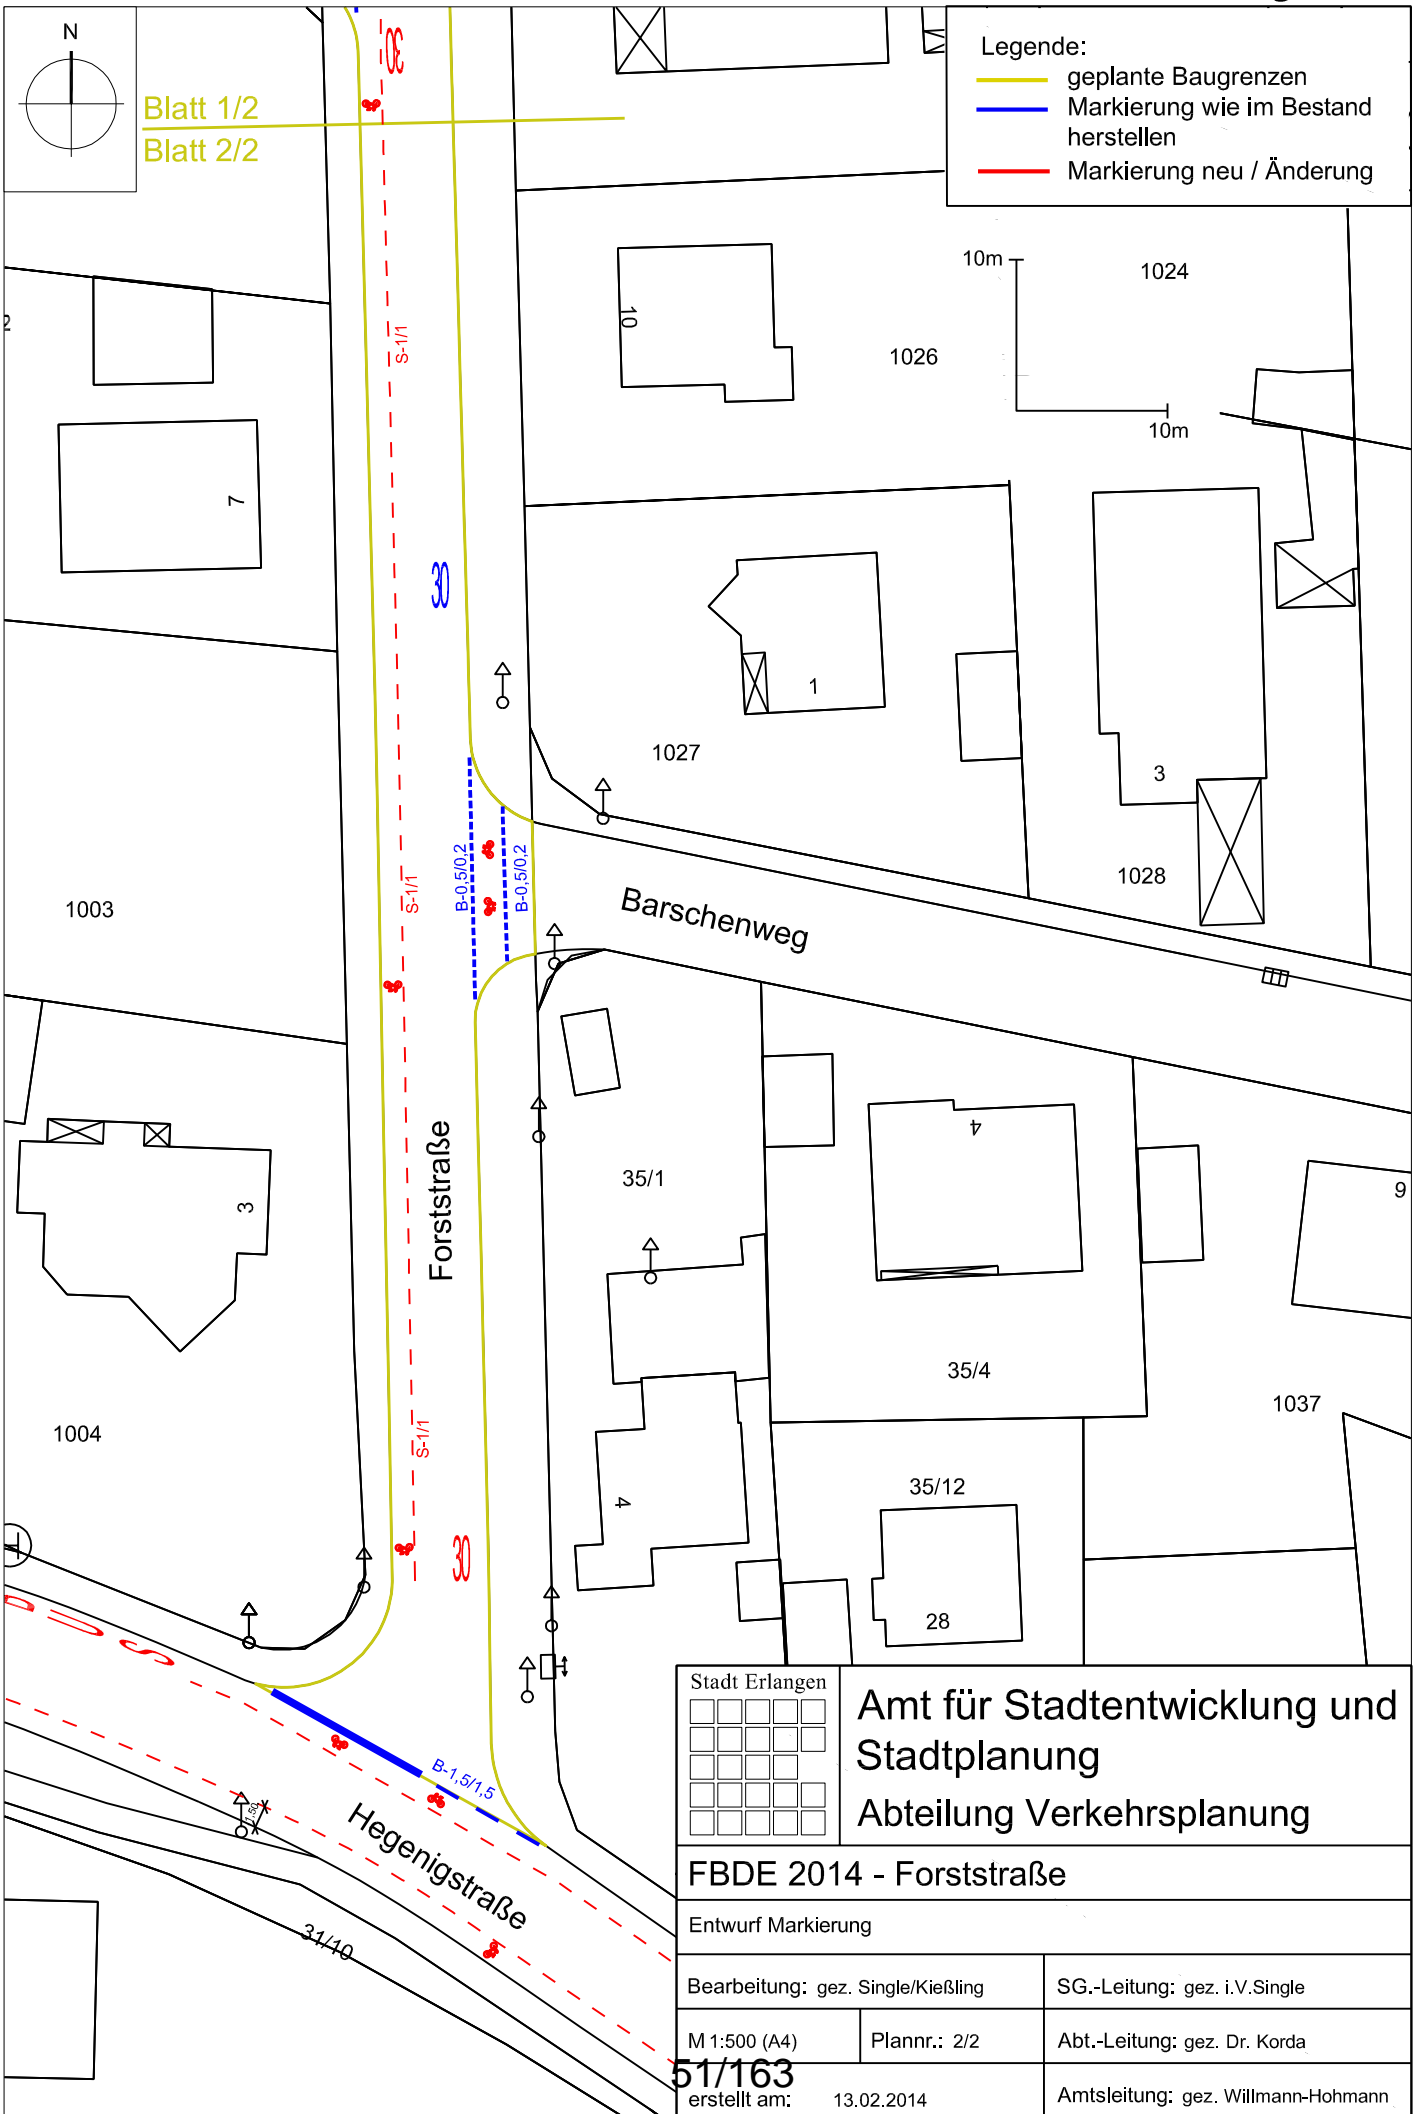 N
Blatt 1/2
Blatt 2/2
Legende:
geplante Baugrenzen
Markierung wie im Bestand
herstellen
Markierung neu / Änderung
30
10m
10m
1024
1026
10
S-1/1
7
30
1
1027
3
1028
B-0,5/0,2
B-0,5/0,2
S-1/1
1003
Barschenweg
Forststraße
35/1
4
9
3
35/4
1037
1004
S-1/1
35/12
4
28
30
BUS
B-1,5/1,5
1.50
Hegenigstraße
31/10
Stadt Erlangen
Amt für Stadtentwicklung und
Stadtplanung
Abteilung Verkehrsplanung
FBDE 2014 - Forststraße
Entwurf Markierung
Bearbeitung: gez. Single/Kießling
SG.-Leitung: gez. i.V.Single
M 1:500 (A4)
Plannr.: 2/2
Abt.-Leitung: gez. Dr. Korda
51/163
erstellt am: 13.02.2014
Amtsleitung: gez. Willmann-Hohmann